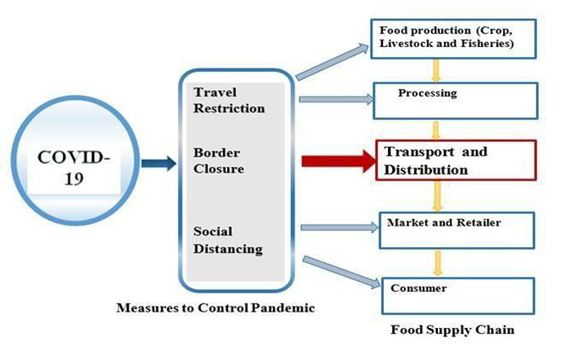 COVID-
19
Travel
Restriction
Border
Closure
Social
Distancing
Measures to Control Pandemic
Food production (Crop,
Livestock and Fisheries)
Processing
Transport and
Distribution
Market and Retailer
Consumer
Food Supply Chain